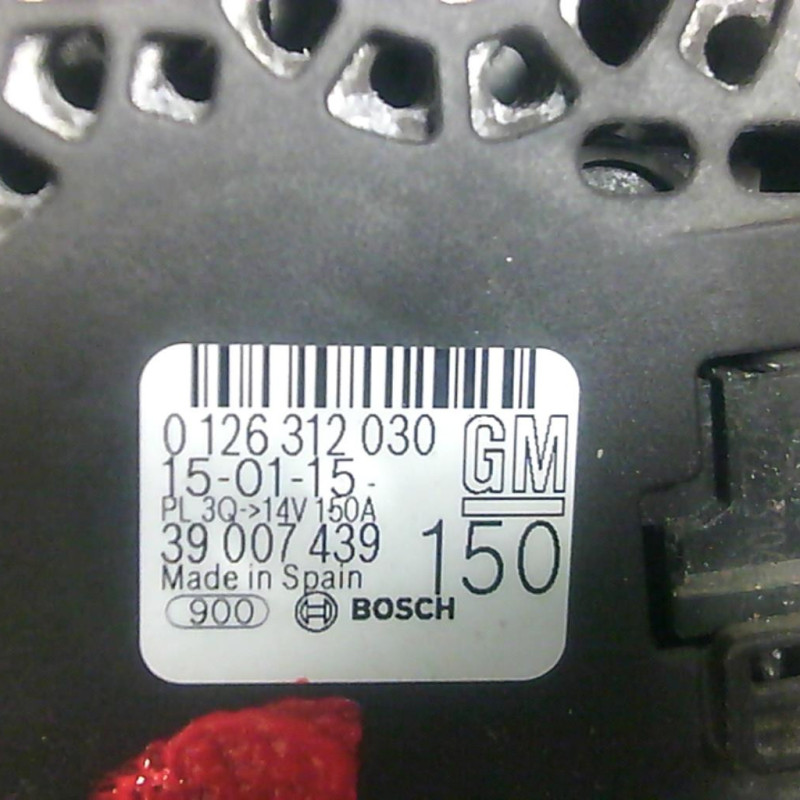 0 126 312 030
GM
15-01-15-
PL 3Q->14V 150A
39 007 439
150
Made in Spain
900 BOSCH